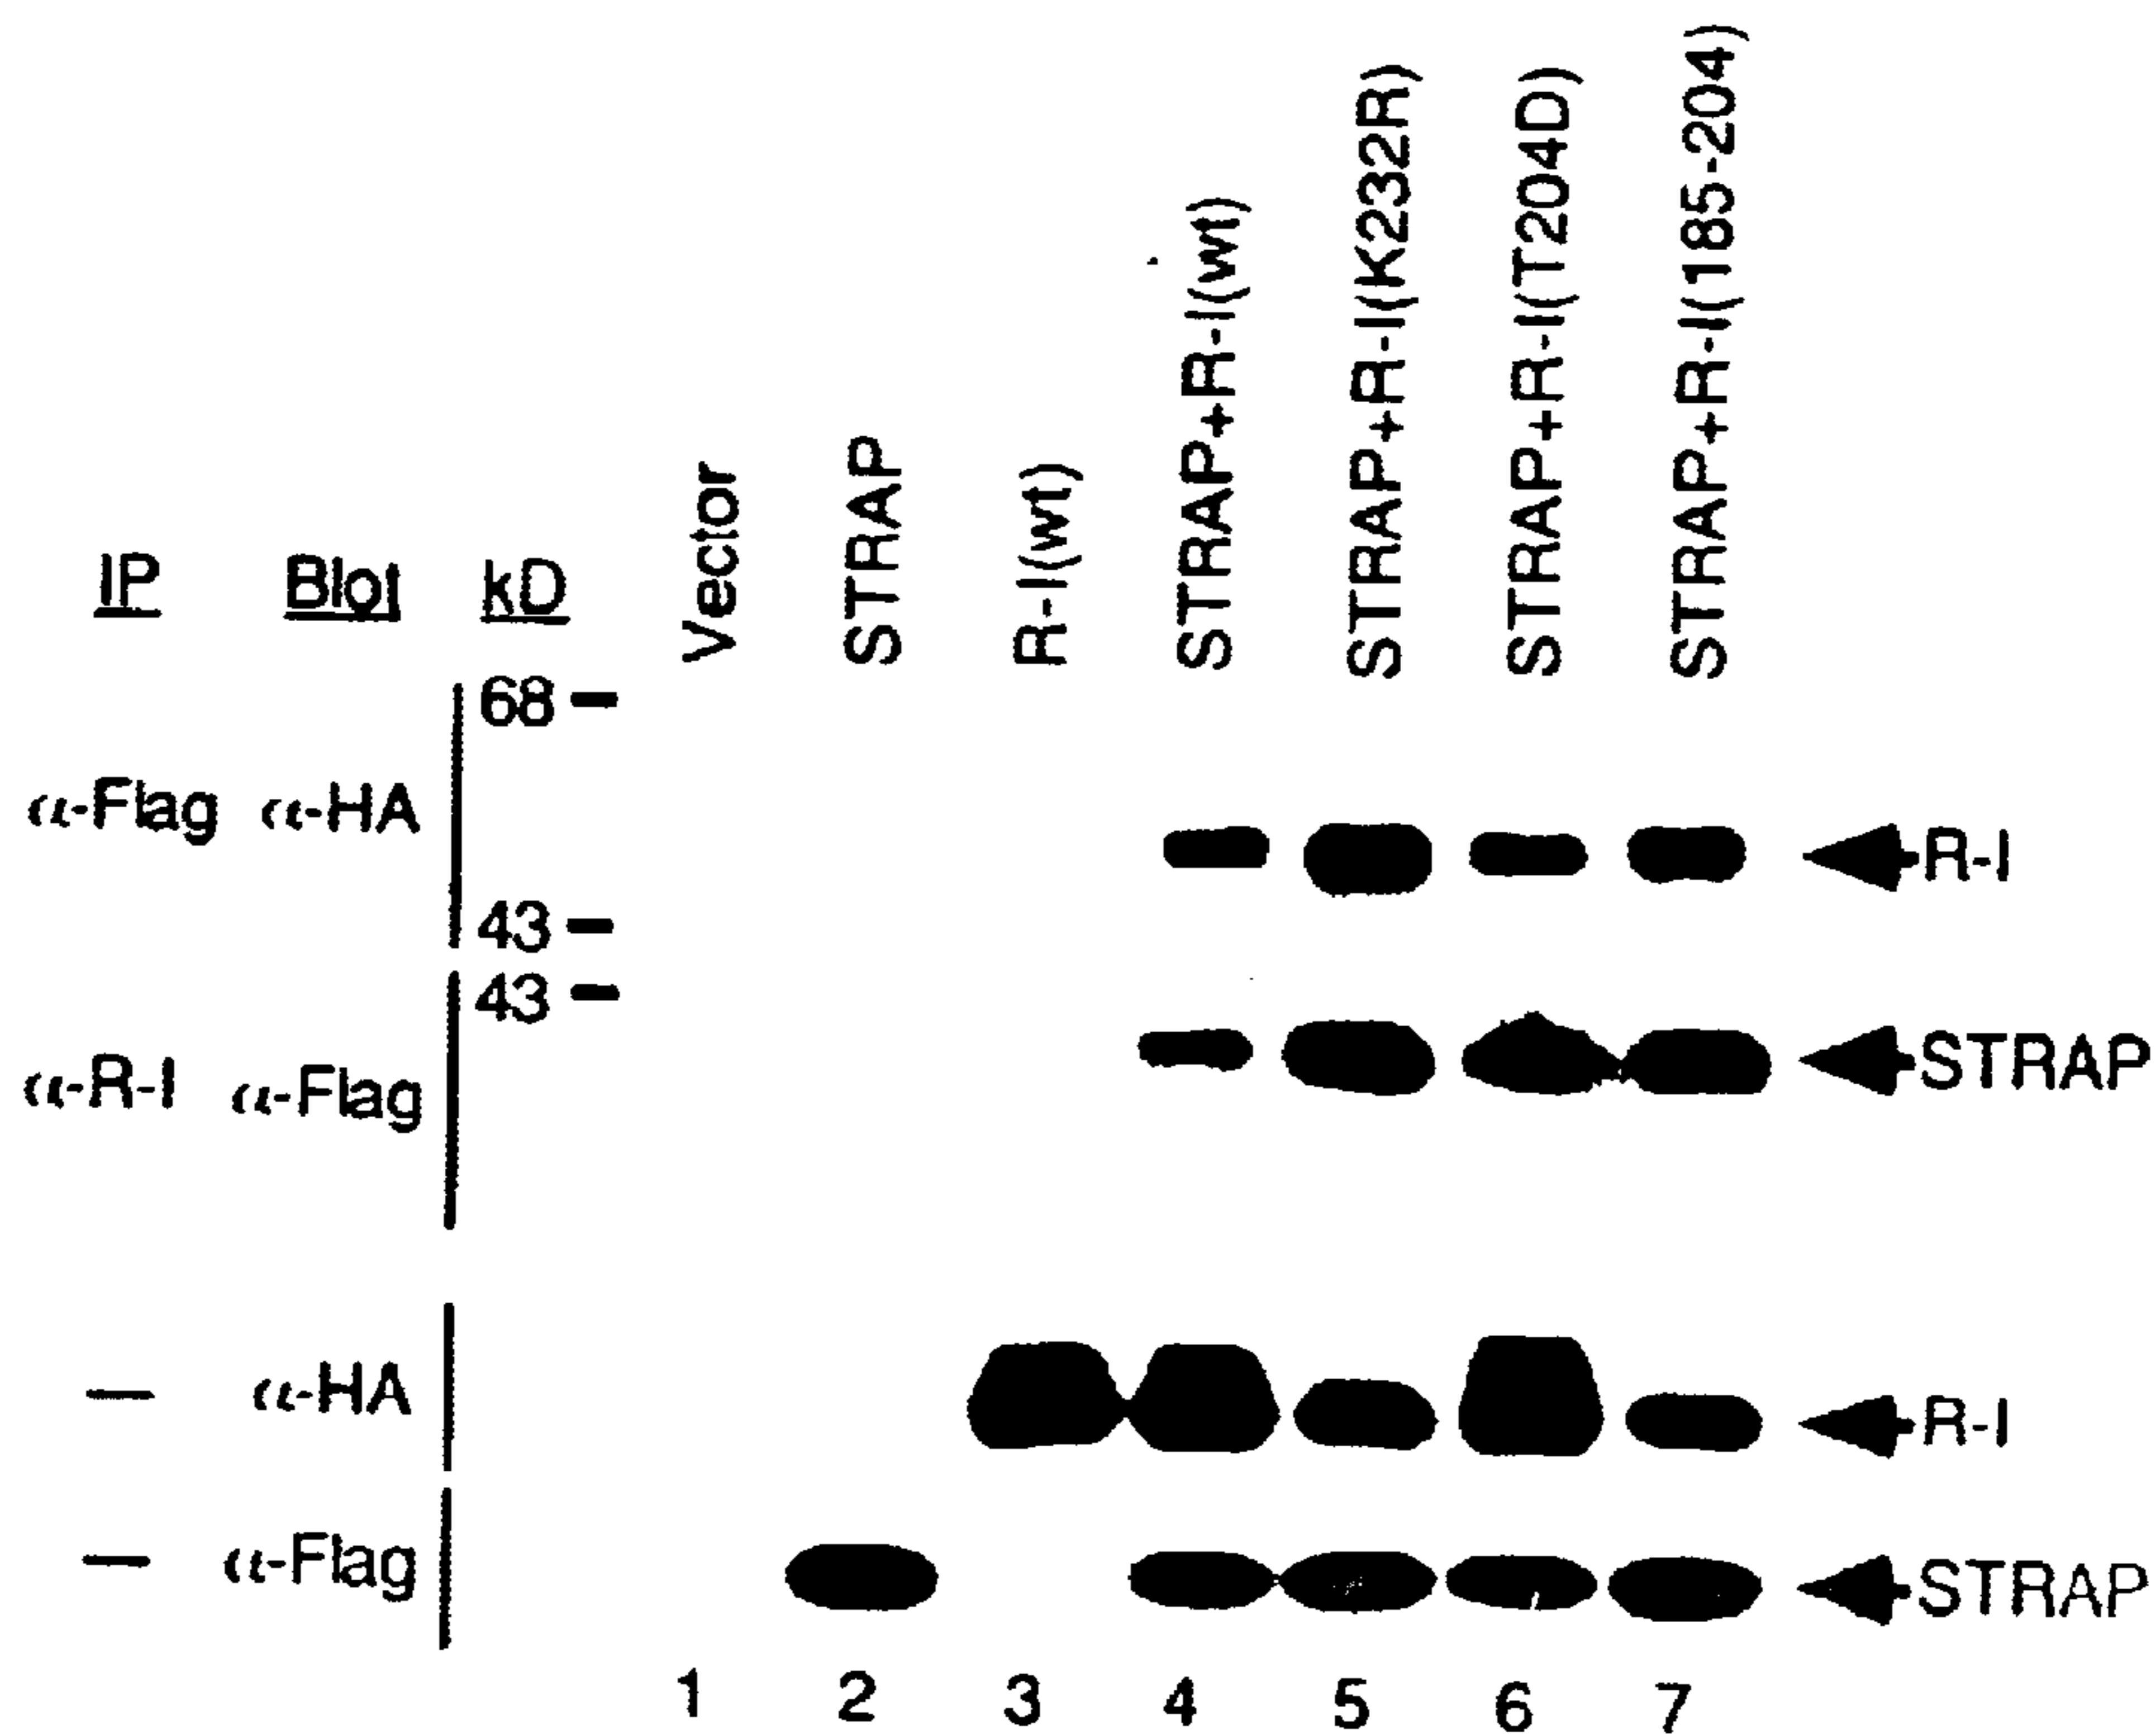 Vector
STRAP
R-I(wt)
STRAP+R-I(wt)
STRAP+R-I(K232R)
STRAP+R-I(T204D)
STRAP+R-I(185-204)
IP Blot kD
68
α-Flag α-HA
R-I
43
43
α-R-I α-Flag
STRAP
— α-HA
R-I
— α-Flag
STRAP
1 2 3 4 5 6 7